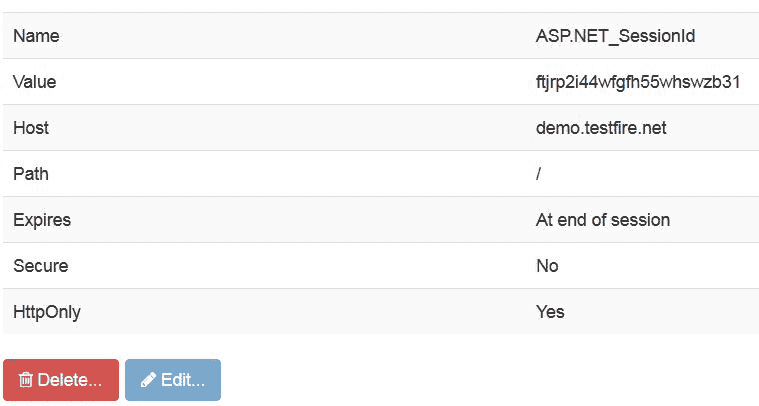 Name ASP.NET_SessionId
Value ftjrp2i44wfgfh55whswzb31
Host demo.testfire.net
Path /
Expires At end of session
Secure No
HttpOnly Yes
Delete... Edit...